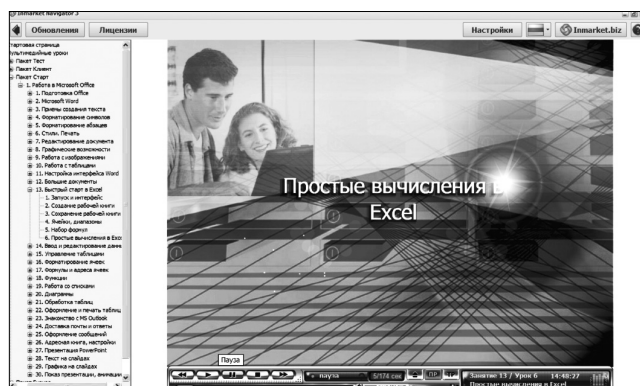 Inmarket navigator 3
Обновления
Лицензии
Настройки
Inmarket.biz
тартовая страница
ультимедийные уроки
Пакет Тест
Пакет Клиент
Пакет Старт
1. Работа в Microsoft Office
1. Подготовка Office
2. Microsoft Word
3. Приемы создания текста
4. Форматирование символов
5. Форматирование абзацев
6. Стили. Печать
7. Редактирование документа
8. Графические возможности
9. Работа с изображениями
10. Работа с таблицами
11. Настройка интерфейса Word
12. Большие документы
13. Быстрый старт в Excel
1. Запуск и интерфейс
2. Создание рабочей книги
3. Сохранение рабочей книги
4. Ячейки, диапазоны
5. Набор формул
6. Простые вычисления в Exce
14. Ввод и редактирование данн
15. Управление таблицами
16. Форматирование ячеек
17. Формулы и адреса ячеек
18. Функции
19. Работа со списками
20. Диаграммы
21. Обработка таблиц
22. Оформление и печать таблиц
23. Знакомство с MS Outlook
24. Доставка почты и ответы
25. Оформление сообщений
26. Адресная книга, настройки
27. Презентации PowerPoint
28. Текст на слайдах
29. Графика на слайдах
30. Показ презентации, анимации
Простые вычисления в
Excel
Пауза
пауза
5/174 сек
ПР
Занятие 13 / Урок 6
14:48:27
Простые вычисления в Excel